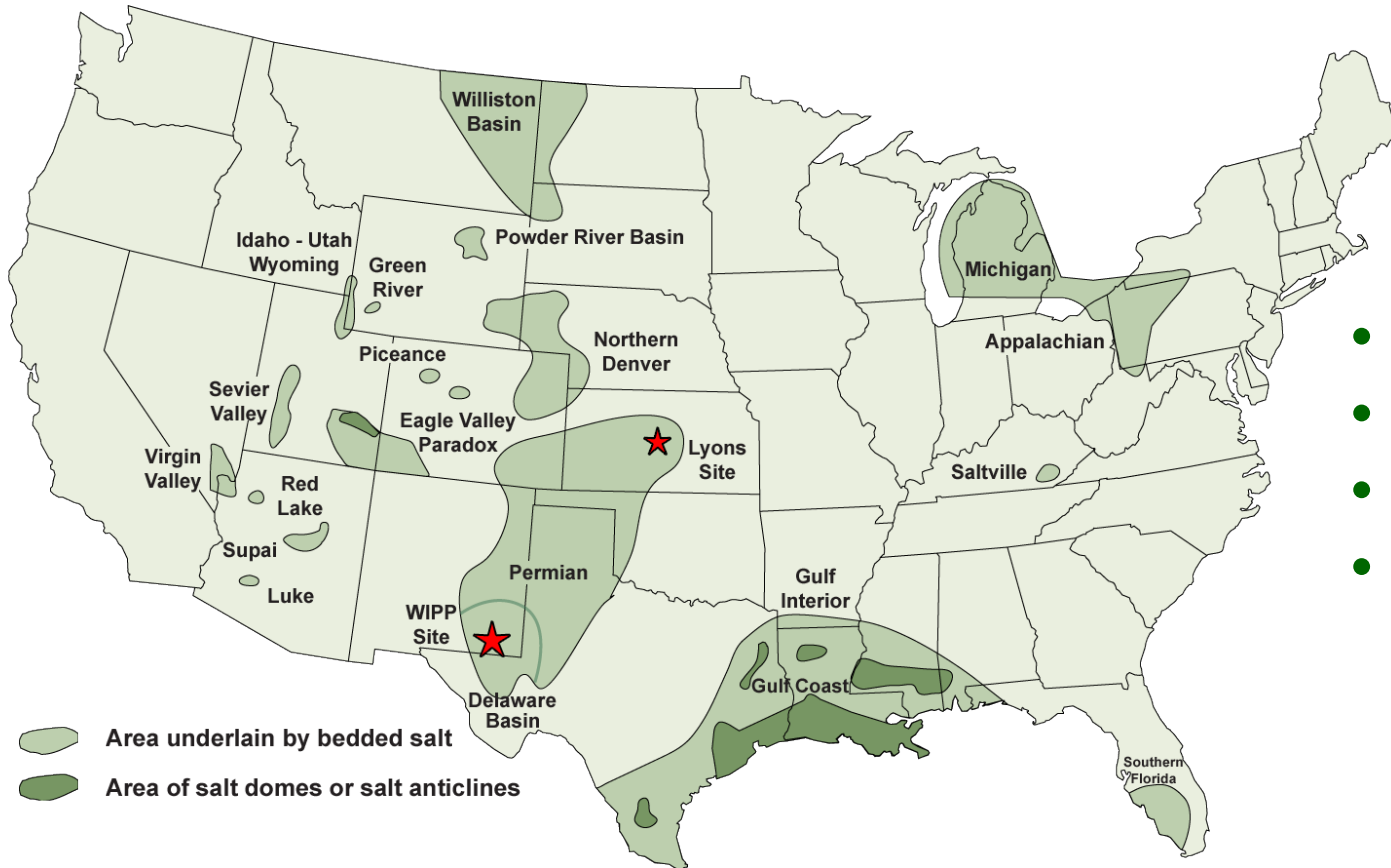 Williston
Basin
Idaho - Utah
Wyoming
Powder River Basin
Green
River
Michigan
Northern
Denver
Appalachian
Piceance
Sevier
Valley
Eagle Valley
Paradox
Virgin
Valley
Lyons
Site
Saltville
Red
Lake
Supai
Luke
Permian
Gulf
Interior
WIPP
Site
Gulf Coast
Delaware
Basin
Southern
Florida
Area underlain by bedded salt
Area of salt domes or salt anticlines